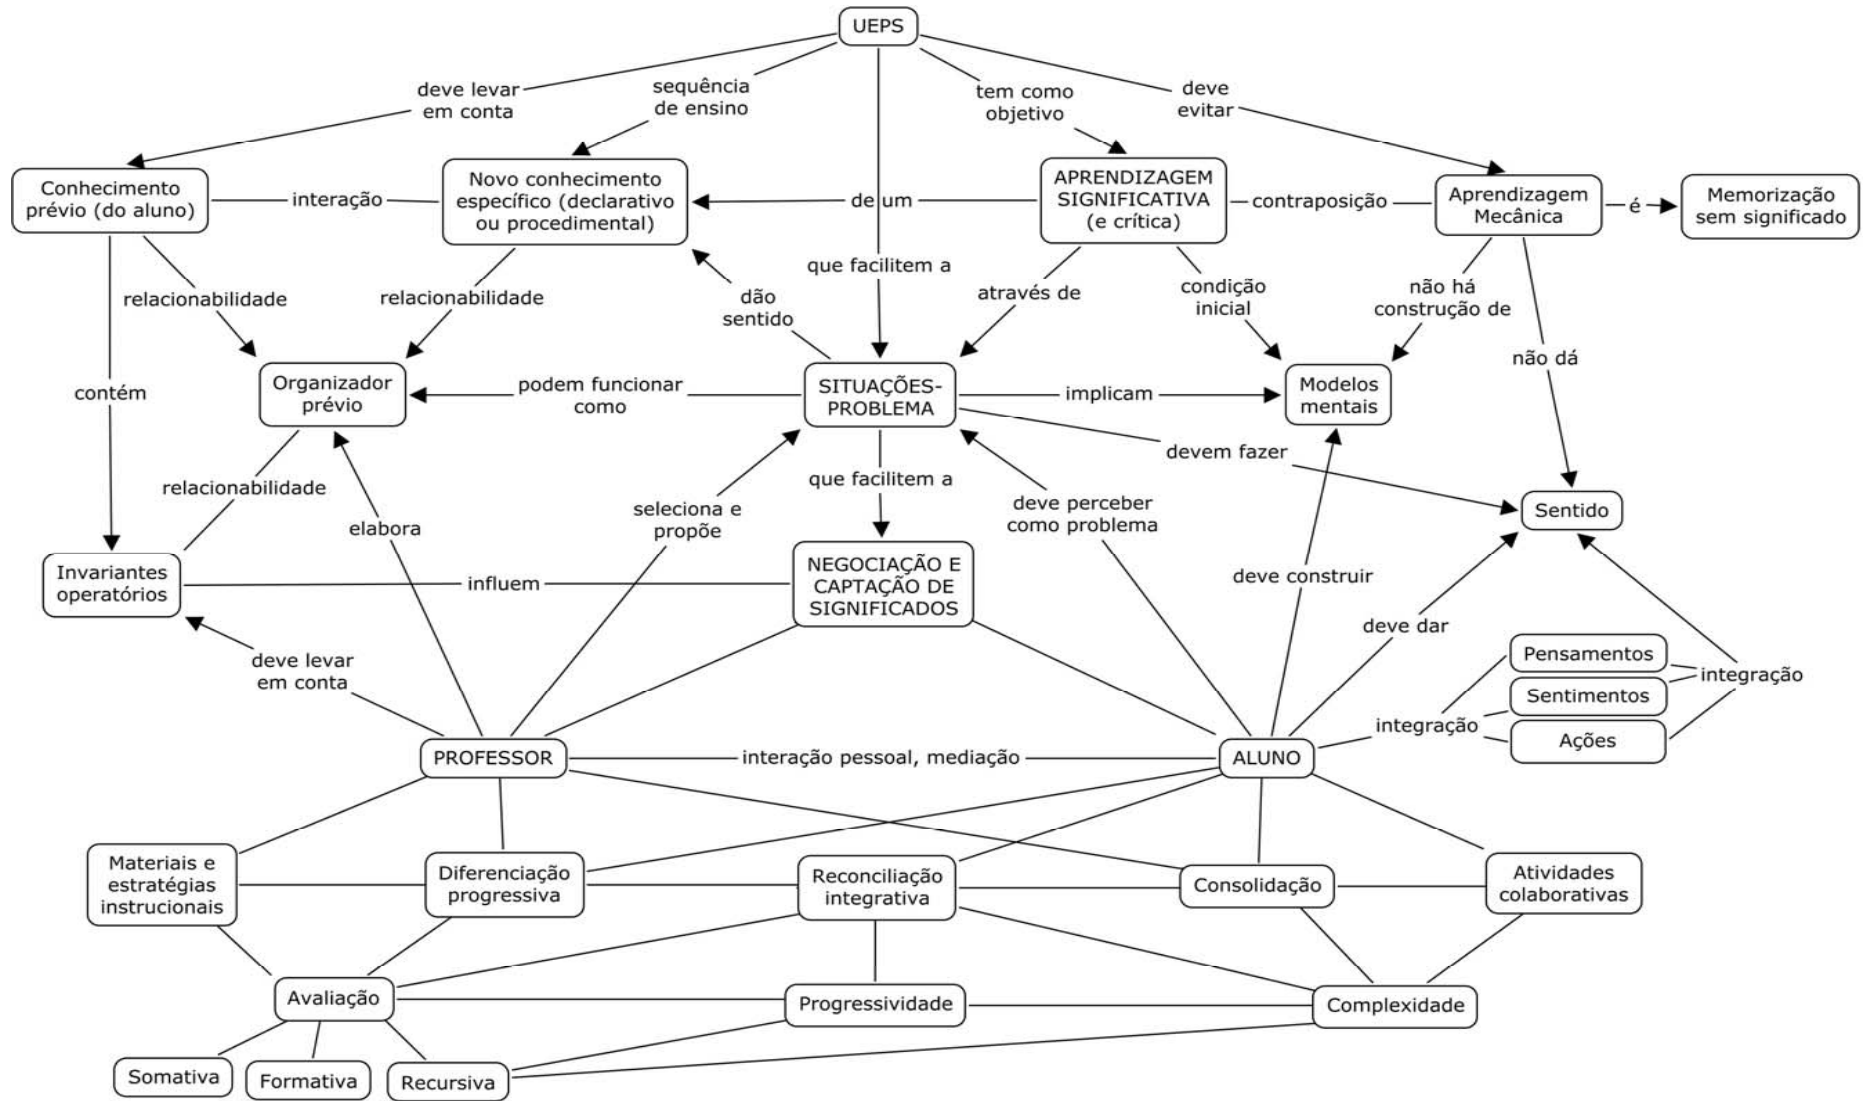 UEPS
deve levar
em conta
sequência
de ensino
tem como
objetivo
deve
evitar
Conhecimento
prévio (do aluno)
interação
Novo conhecimento
específico (declarativo
ou procedimental)
de um
APRENDIZAGEM
SIGNIFICATIVA
(e crítica)
contraposição
Aprendizagem
Mecânica
é
Memorização
sem significado
relacionabilidade
relacionabilidade
dão
sentido
que facilitem a
através de
condição
inicial
não há
construção de
não dá
contém
Organizador
prévio
podem funcionar
como
SITUAÇÕES-
PROBLEMA
implicam
Modelos
mentais
devem fazer
relacionabilidade
elabora
seleciona e
propõe
que facilitem a
deve perceber
como problema
Sentido
Invariantes
operatórios
influem
NEGOCIAÇÃO E
CAPTAÇÃO DE
SIGNIFICADOS
deve construir
deve dar
deve levar
em conta
Pensamentos
Sentimentos
Ações
integração
integração
PROFESSOR
interação pessoal, mediação
ALUNO
Materiais e
estratégias
instrucionais
Diferenciação
progressiva
Reconciliação
integrativa
Consolidação
Atividades
colaborativas
Avaliação
Progressividade
Complexidade
Somativa
Formativa
Recursiva